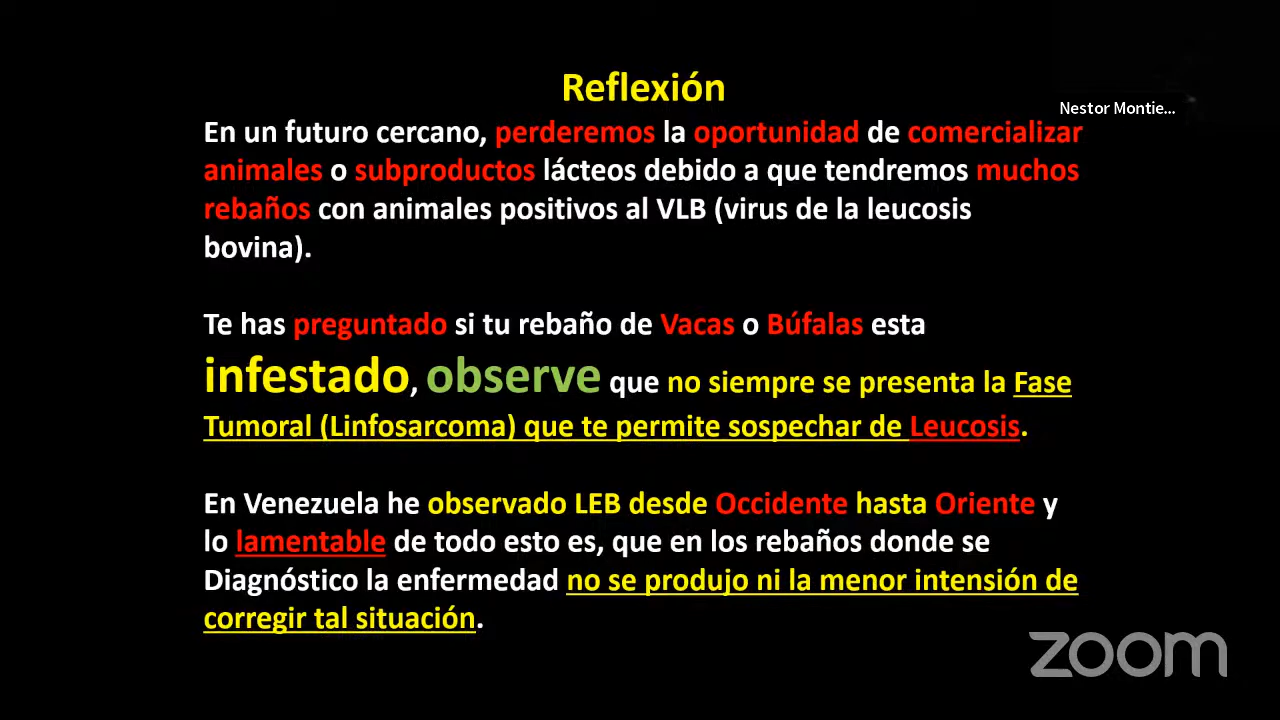 Reflexión
Nestor Montie...
En un futuro cercano, perderemos la oportunidad de comercializar
animales o subproductos lácteos debido a que tendremos muchos
rebaños con animales positivos al VLB (virus de la leucosis
bovina).
Te has preguntado si tu rebaño de Vacas o Búfalas esta
infestado, observe que no siempre se presenta la Fase
Tumoral (Linfosarcoma) que te permite sospechar de Leucosis.
En Venezuela he observado LEB desde Occidente hasta Oriente y
lo lamentable de todo esto es, que en los rebaños donde se
Diagnóstico la enfermedad no se produjo ni la menor intensión de
corregir tal situación.
zoom